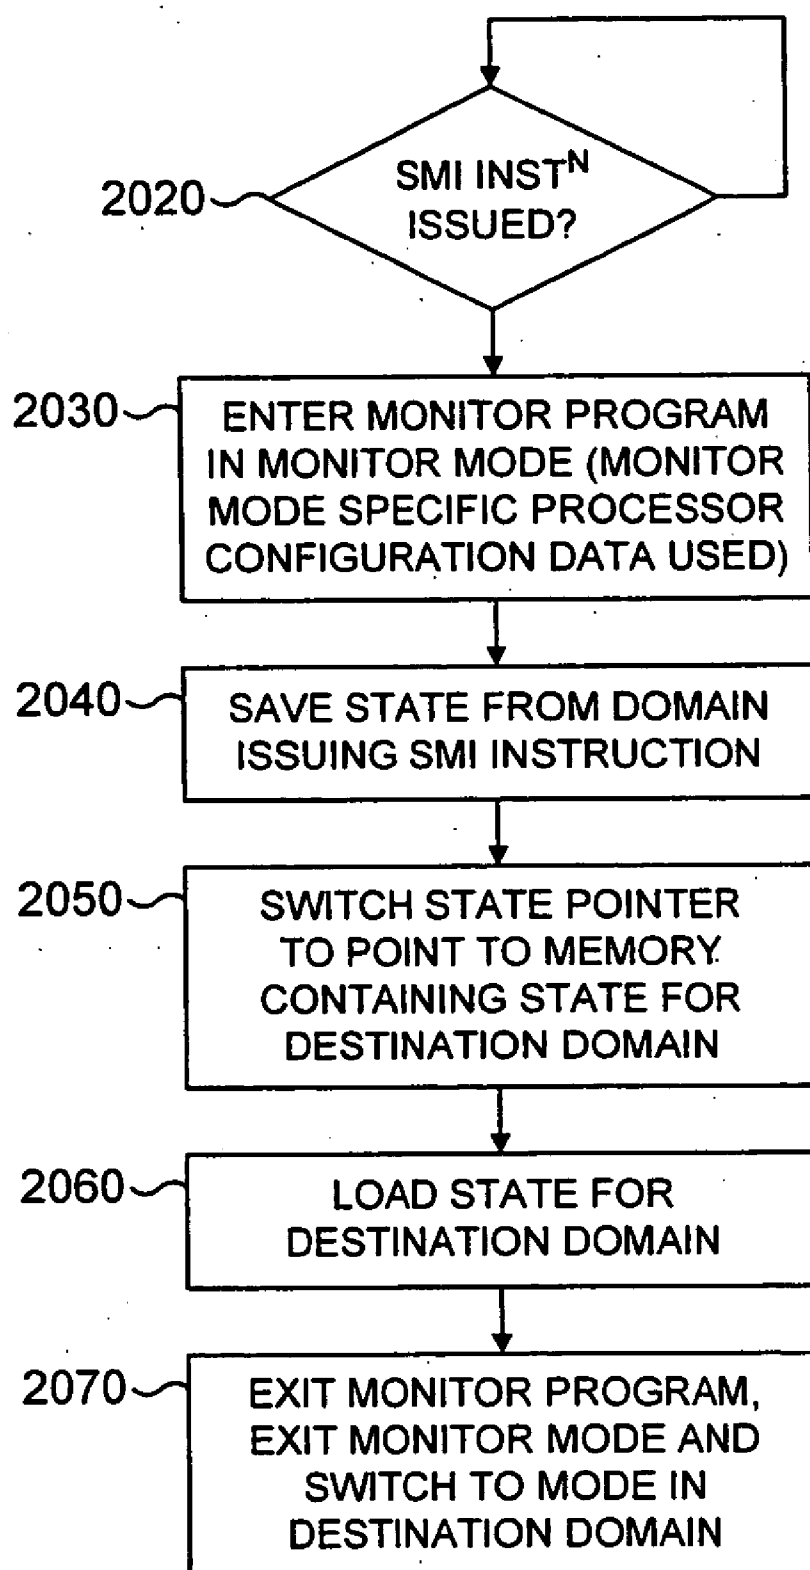 2020
SMI INSTᴺ
ISSUED?
2030
ENTER MONITOR PROGRAM
IN MONITOR MODE (MONITOR
MODE SPECIFIC PROCESSOR
CONFIGURATION DATA USED)
2040
SAVE STATE FROM DOMAIN
ISSUING SMI INSTRUCTION
2050
SWITCH STATE POINTER
TO POINT TO MEMORY
CONTAINING STATE FOR
DESTINATION DOMAIN
2060
LOAD STATE FOR
DESTINATION DOMAIN
2070
EXIT MONITOR PROGRAM,
EXIT MONITOR MODE AND
SWITCH TO MODE IN
DESTINATION DOMAIN